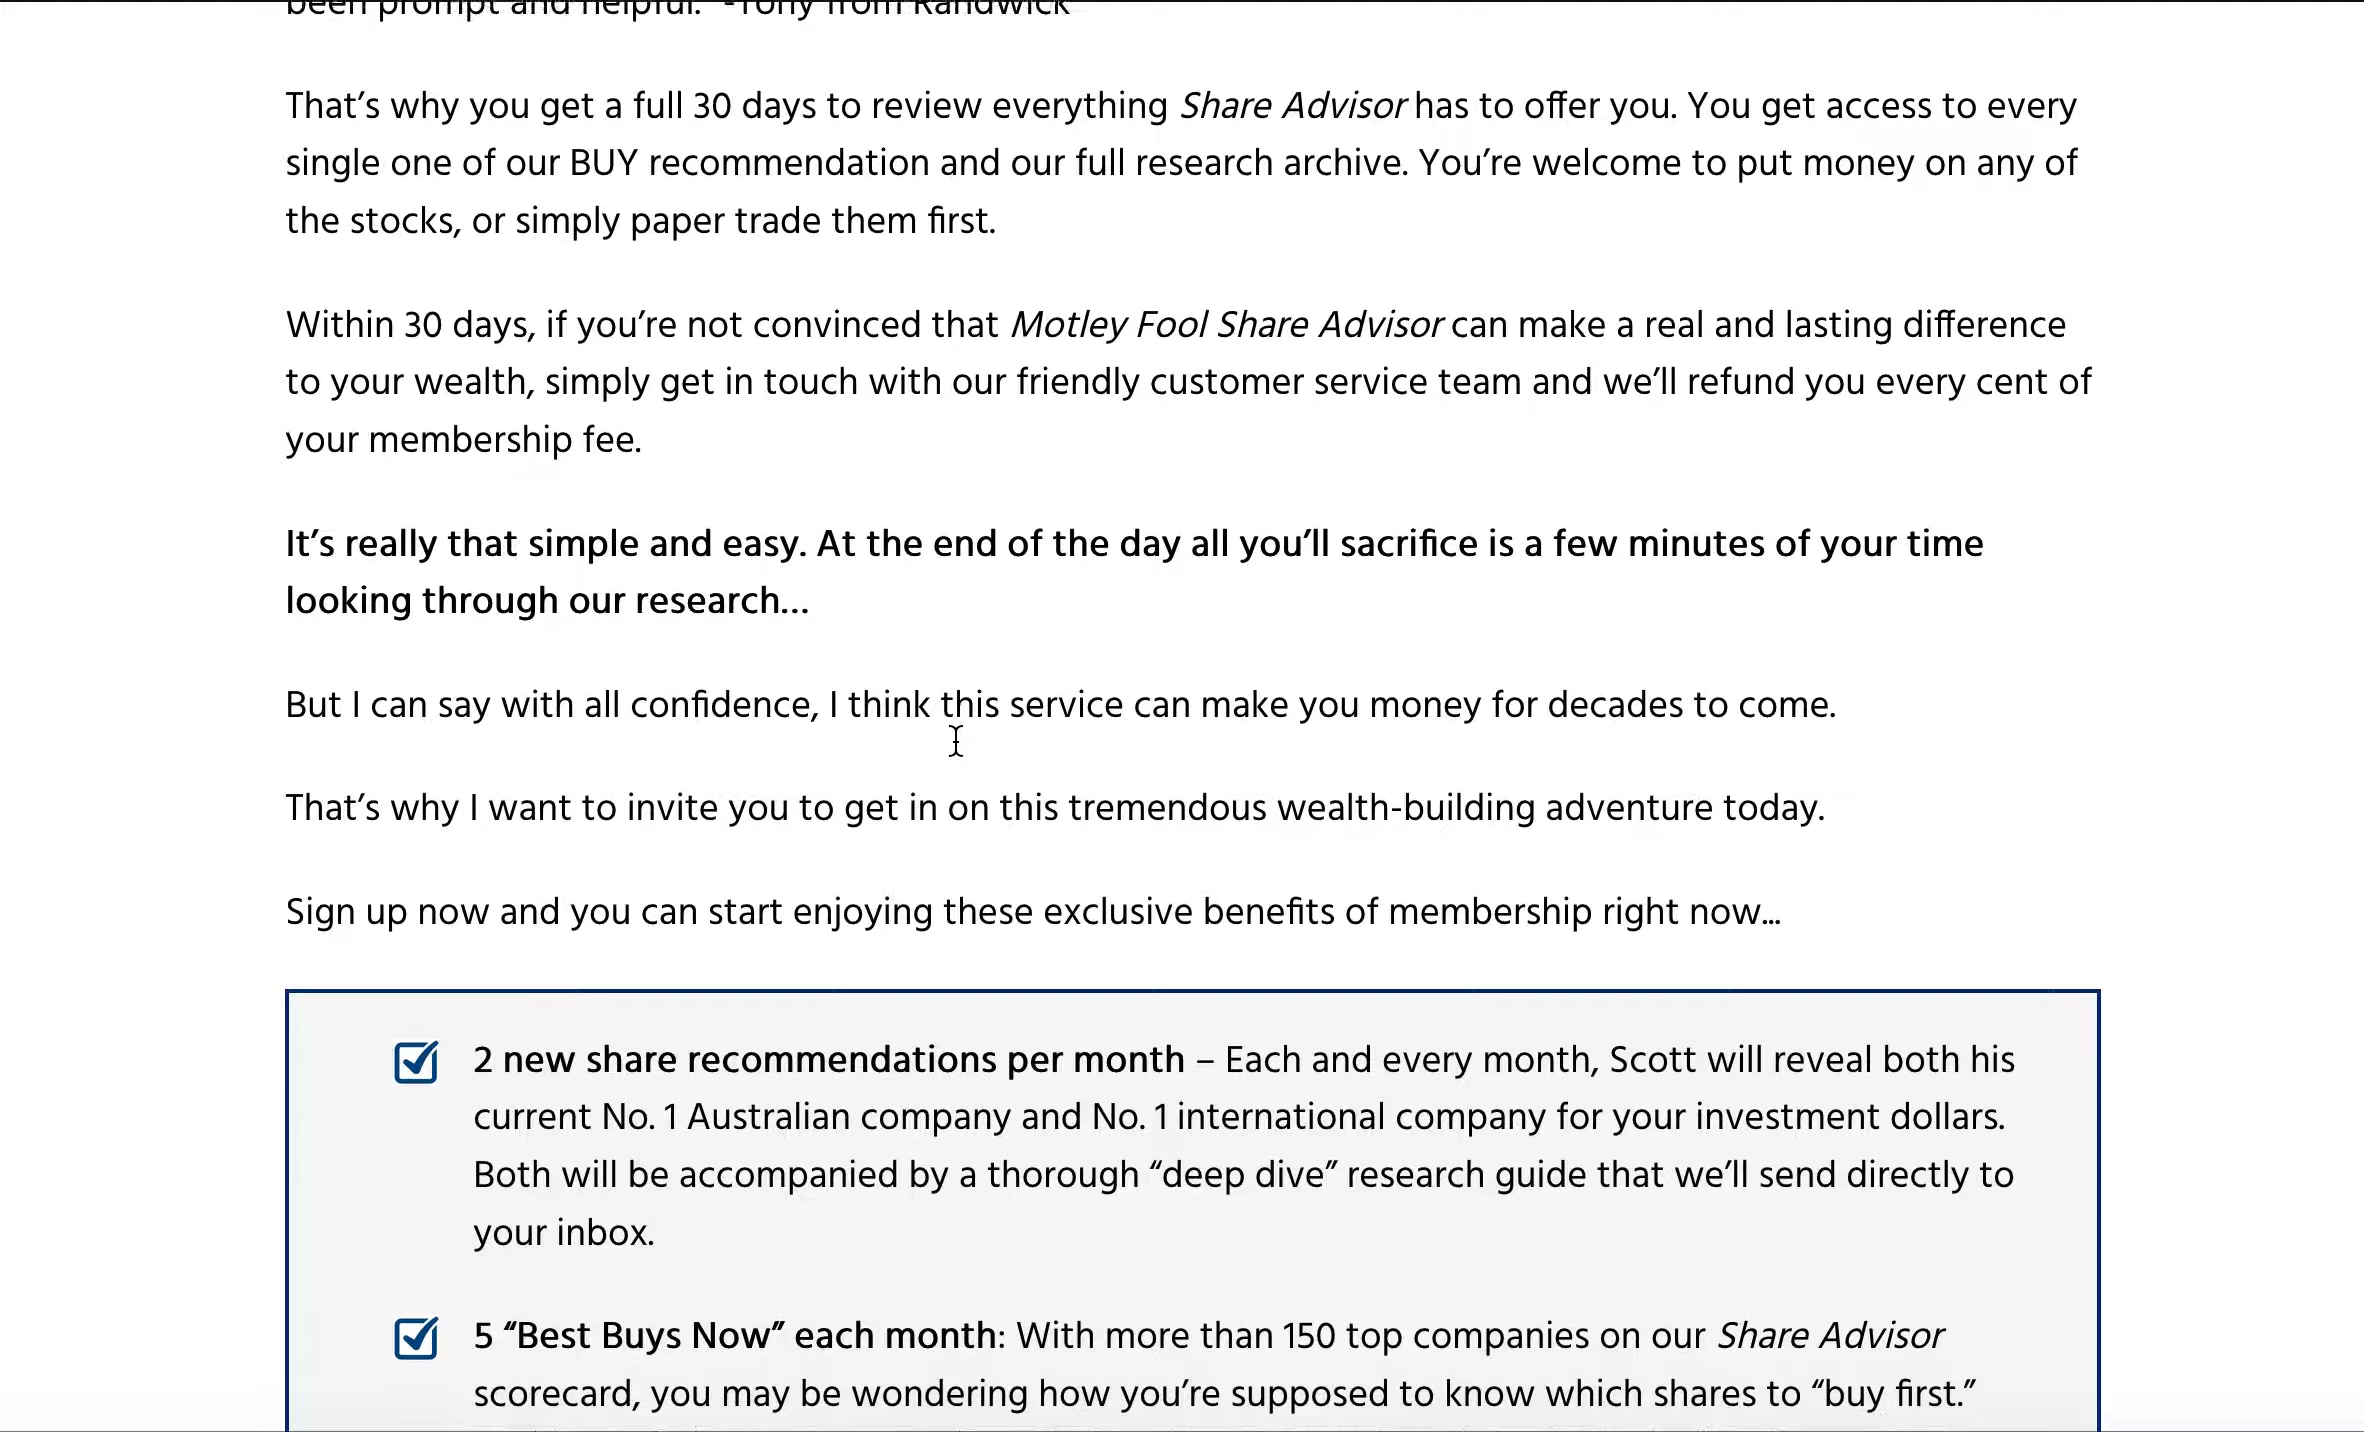 been prompt and helpful." -Tony from Randwick
That's why you get a full 30 days to review everything Share Advisor has to offer you. You get access to every
single one of our BUY recommendation and our full research archive. You're welcome to put money on any of
the stocks, or simply paper trade them first.
Within 30 days, if you're not convinced that Motley Fool Share Advisor can make a real and lasting difference
to your wealth, simply get in touch with our friendly customer service team and we'll refund you every cent of
your membership fee.
It's really that simple and easy. At the end of the day all you'll sacrifice is a few minutes of your time
looking through our research...
But I can say with all confidence, I think this service can make you money for decades to come.
That's why I want to invite you to get in on this tremendous wealth-building adventure today.
Sign up now and you can start enjoying these exclusive benefits of membership right now...
2 new share recommendations per month – Each and every month, Scott will reveal both his
current No. 1 Australian company and No. 1 international company for your investment dollars.
Both will be accompanied by a thorough “deep dive” research guide that we'll send directly to
your inbox.
5 “Best Buys Now” each month: With more than 150 top companies on our Share Advisor
scorecard, you may be wondering how you're supposed to know which shares to “buy first.”